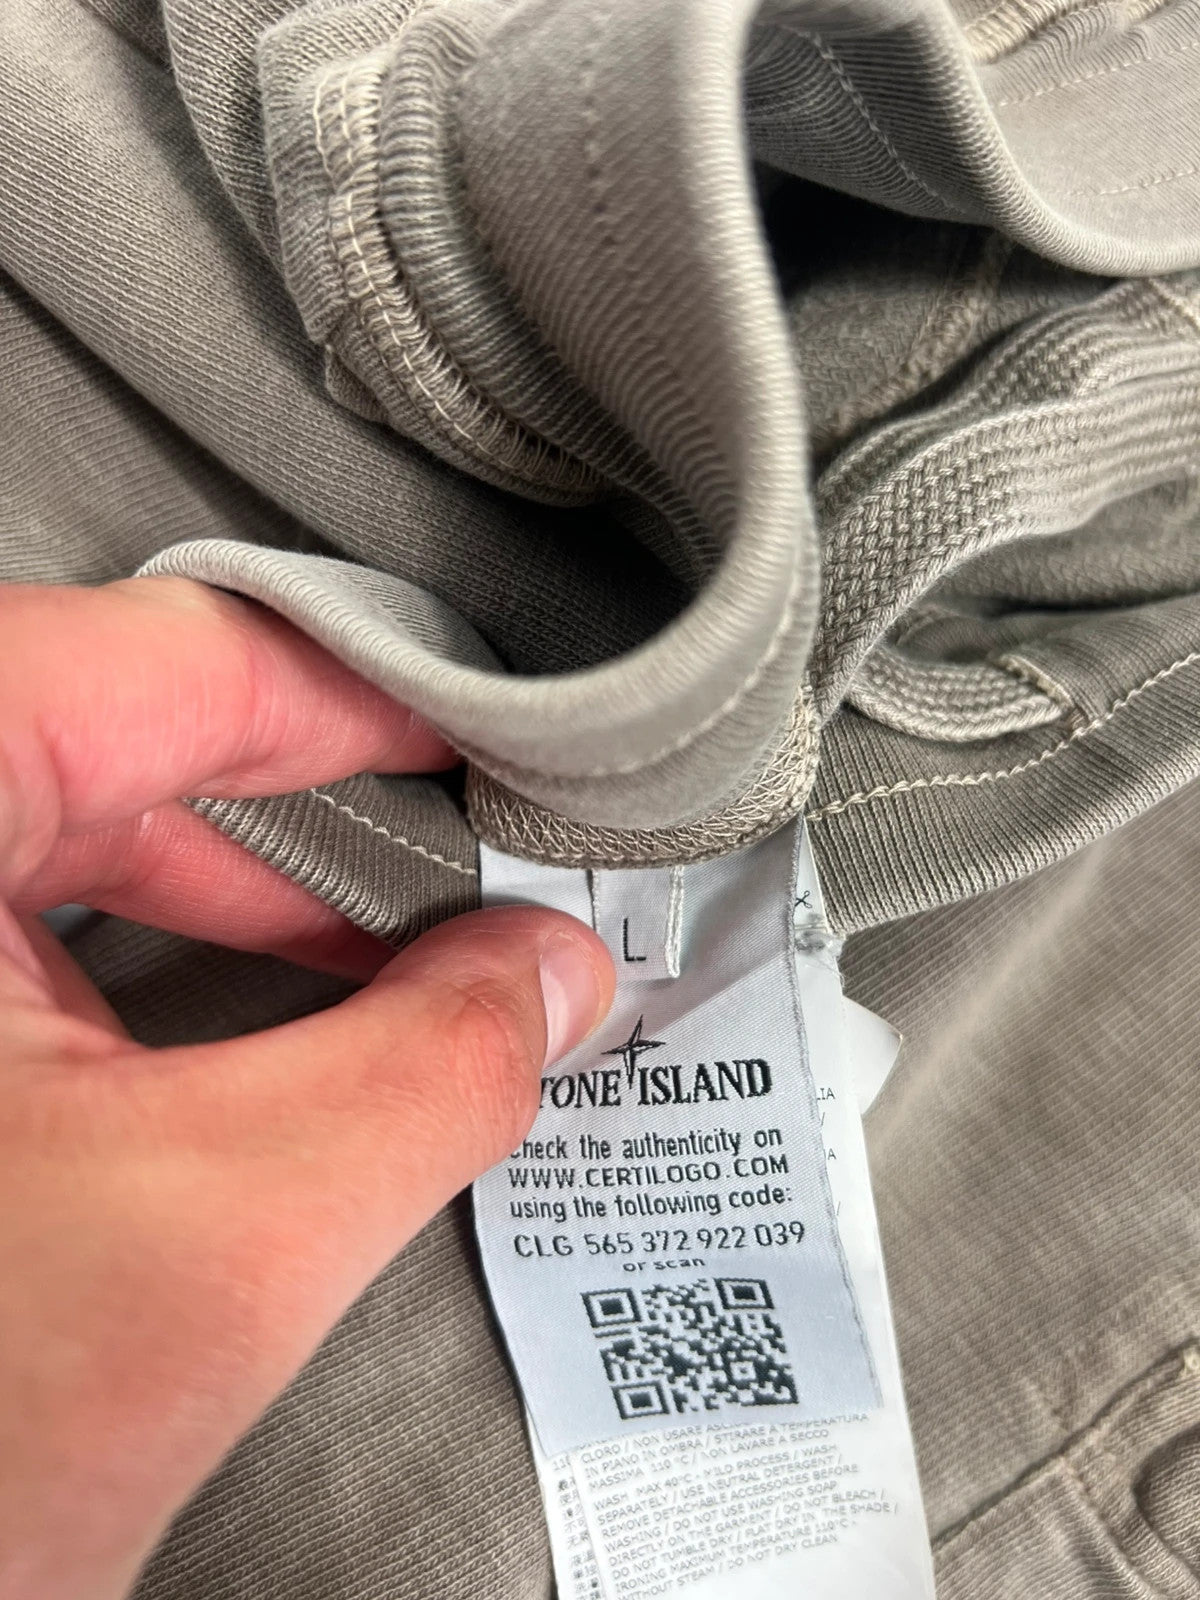 L
TONE ISLAND
check the authenticity on
WWW.CERTILOGO.COM
using the following code:
CLG 565 372 922 039
or scan
CLORO / NON USARE
IN PIANO IN OMBRA / STIRARE A TEMPERATURA
MASSIMA 110 °C / ON LAVARE A SECCO
WASH MAX 40°C - MILD PROCESS / WASH
SEPARATELY / USE NEUTRAL DETERGENT /
REMOVE DETACHABLE ACCESSORIES BEFORE
WASHING / DO NOT USE WASHING SOAP
DIRECTLY ON THE GARMENT / DO NOT BLEACH /
DO NOT TUMBLE DRY / FLAT DRY IN THE SHADE /
IRONING MAXIMUM TEMPERATURE 110°C -
WITHOUT STEAM / DO NOT DRY CLEAN